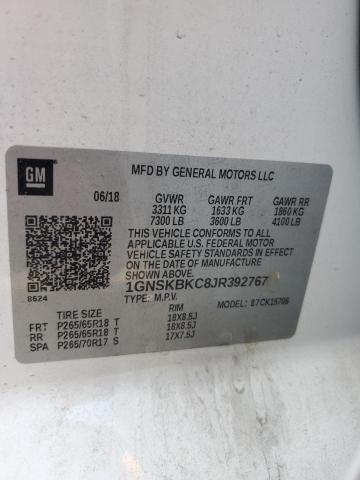 GM
MFD BY GENERAL MOTORS LLC
06/18 GVWR GAWR FRT GAWR RR
3311 KG 1633 KG 1860 KG
7300 LB 3600 LB 4100 LB
THIS VEHICLE CONFORMS TO ALL APPLICABLE
U.S. FEDERAL MOTOR VEHICLE SAFETY AND
THEFT PREVENTION STANDARDS IN EFFECT
ON THE DATE OF MANUFACTURE
SHOWN ABOVE.
8624 1GNSKBKC8JR392767
TYPE: M.P.V. MODEL: 87CK15706
TIRE SIZE RIM
FRT P265/65R18 T 18X8.5J
RR P265/65R18 T 18X8.5J
SPA P265/70R17 S 17X7.5J